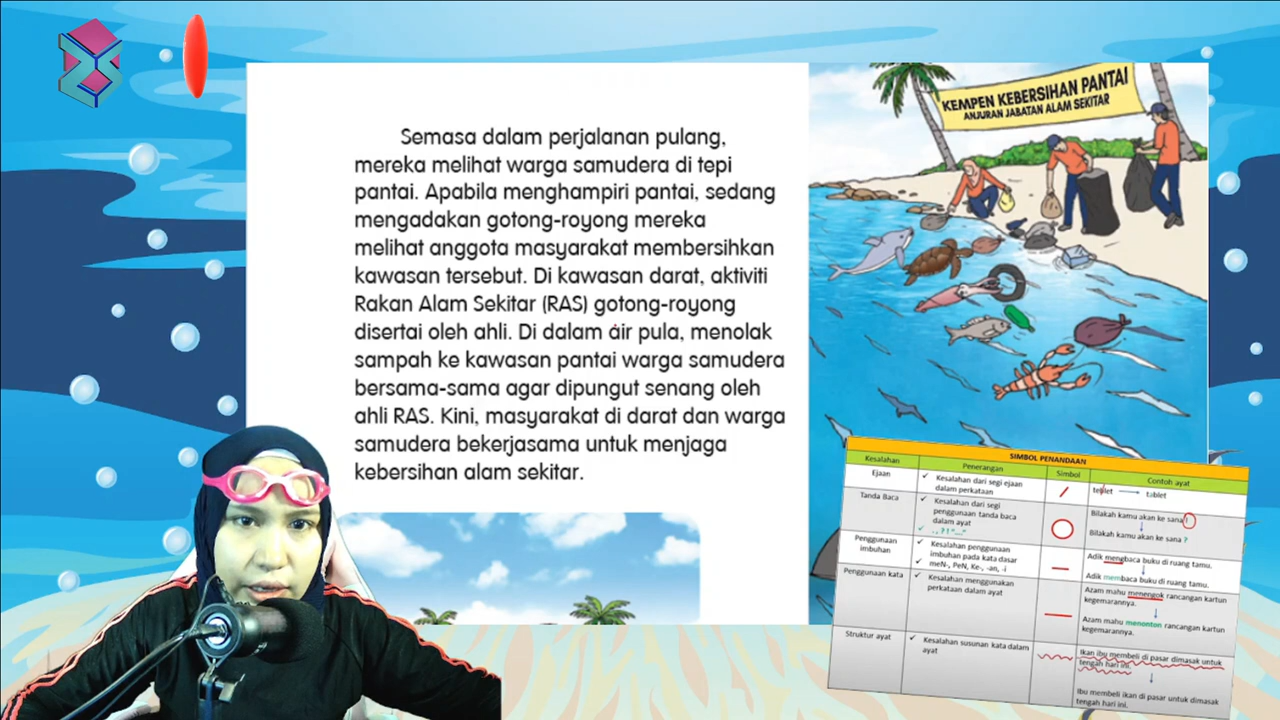 KEMPEN KEBERSIHAN PANTAI
ANJURAN JABATAN ALAM SEKITAR
Semasa dalam perjalanan pulang,
mereka melihat warga samudera di tepi
pantai. Apabila menghampiri pantai, sedang
mengadakan gotong-royong mereka
melihat anggota masyarakat membersihkan
kawasan tersebut. Di kawasan darat, aktiviti
Rakan Alam Sekitar (RAS) gotong-royong
disertai oleh ahli. Di dalam air pula, menolak
sampah ke kawasan pantai warga samudera
bersama-sama agar dipungut senang oleh
ahli RAS. Kini, masyarakat di darat dan warga
samudera bekerjasama untuk menjaga
kebersihan alam sekitar.
SIMBOL PENANDAAN
Kesalahan Penerangan Simbol Contoh ayat
Ejaan
✓ Kesalahan dari segi ejaan
dalam perkataan
teblet → tablet
Tanda Baca
✓ Kesalahan dari segi
penggunaan tanda baca
dalam ayat
✓ . , ? ! "...."
Bilakah kamu akan ke sana !
Bilakah kamu akan ke sana ?
Penggunaan
imbuhan
✓ Kesalahan penggunaan
imbuhan pada kata dasar
✓ meN-, PeN, Ke-, -an, -i
Adik mengbaca buku di ruang tamu.
Adik membaca buku di ruang tamu.
Penggunaan kata
✓ Kesalahan menggunakan
perkataan dalam ayat
Azam mahu menengok rancangan kartun
kegemarannya.
Azam mahu menonton rancangan kartun
kegemarannya.
Struktur ayat
✓ Kesalahan susunan kata dalam
ayat
Ikan ibu membeli di pasar dimasak untuk
tengah hari ini.
Ibu membeli ikan di pasar untuk dimasak
tengah hari ini.